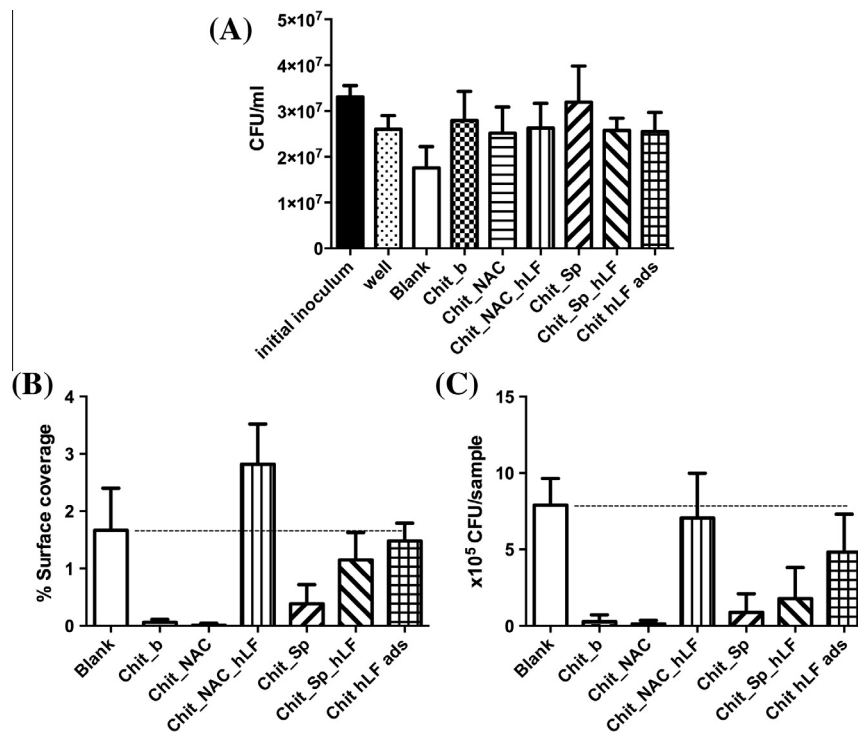 (A)
CFU/ml
5×10⁷
4×10⁷
3×10⁷
2×10⁷
1×10⁷
0
initial inoculum
well
Blank
Chit_b
Chit_NAC
Chit_NAC_hLF
Chit_Sp
Chit_Sp_hLF
Chit hLF ads
(B)
% Surface coverage
4
3
2
1
0
Blank
Chit_b
Chit_NAC
Chit_NAC_hLF
Chit_Sp
Chit_Sp_hLF
Chit hLF ads
(C)
x10⁵ CFU/sample
15
10
5
0
Blank
Chit_b
Chit_NAC
Chit_NAC_hLF
Chit_Sp
Chit_Sp_hLF
Chit hLF ads